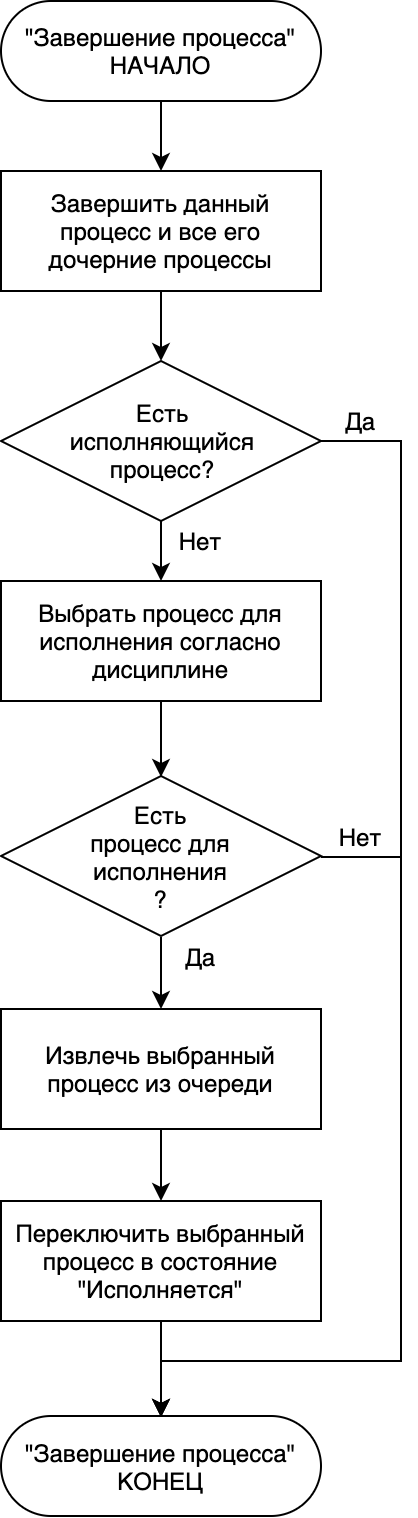 "Завершение процесса"
НАЧАЛО
Завершить данный
процесс и все его
дочерние процессы
Есть
исполняющийся
процесс?
Да
Нет
Выбрать процесс для
исполнения согласно
дисциплине
Есть
процесс для
исполнения
?
Нет
Да
Извлечь выбранный
процесс из очереди
Переключить выбранный
процесс в состояние
"Исполняется"
"Завершение процесса"
КОНЕЦ